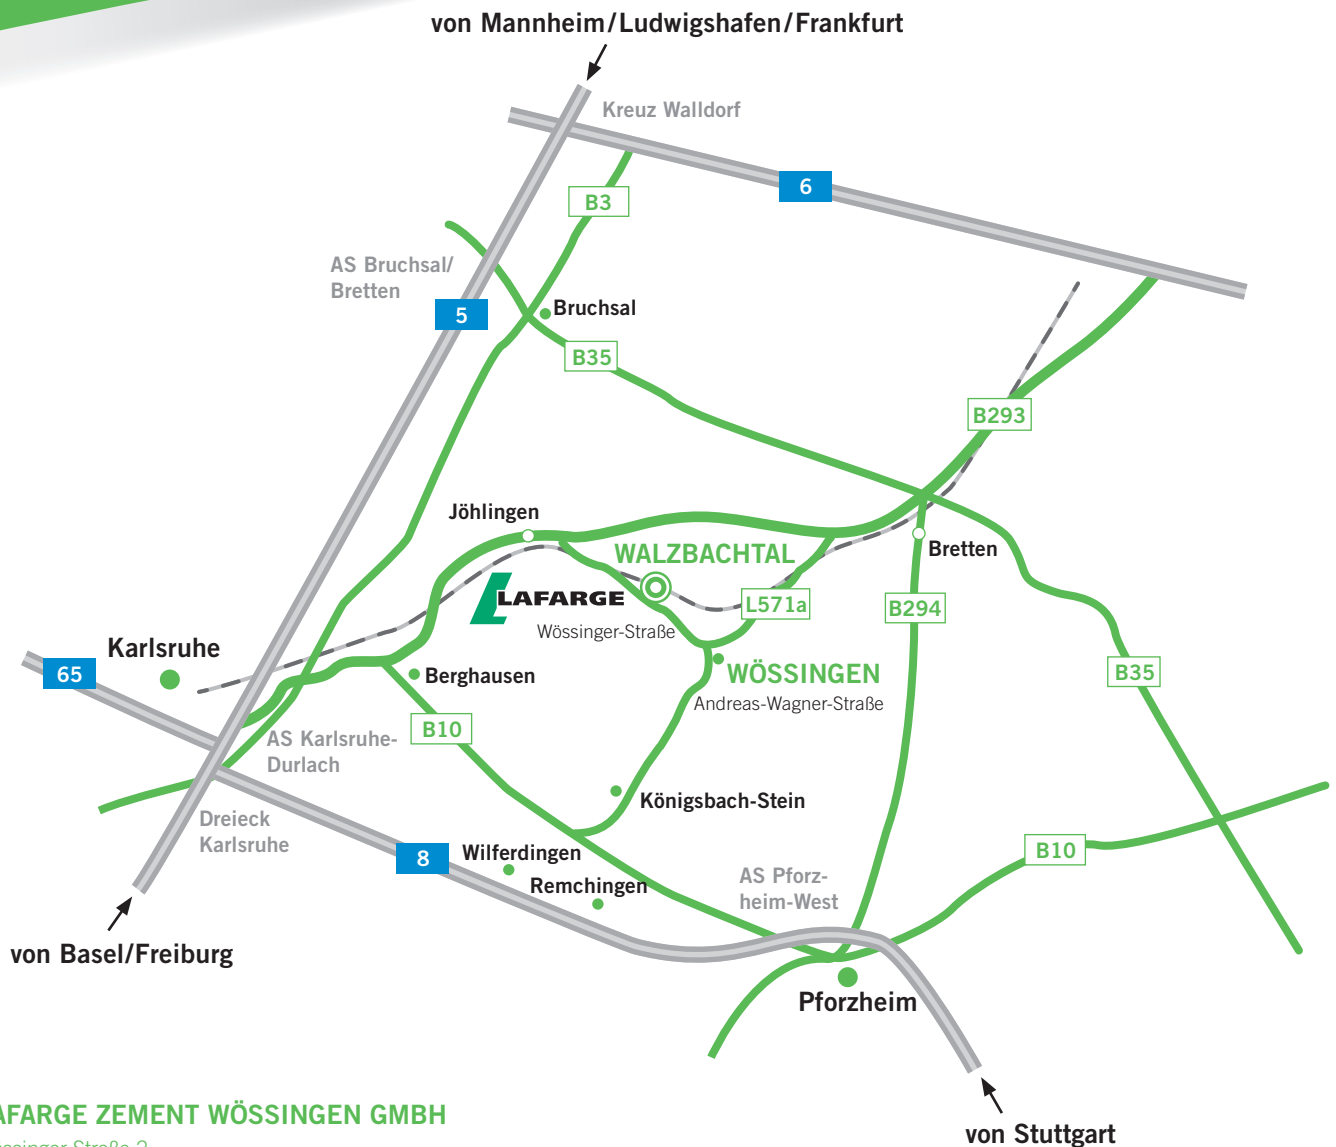 von Mannheim/Ludwigshafen/Frankfurt
Kreuz Walldorf
6
B3
AS Bruchsal/
Bretten
5
Bruchsal
B35
B293
Jöhlingen
WALZBACHTAL
Bretten
LAFARGE
L571a
B294
Wössinger-Straße
Karlsruhe
65
Berghausen
WÖSSINGEN
B35
Andreas-Wagner-Straße
B10
AS Karlsruhe-
Durlach
Königsbach-Stein
Dreieck
Karlsruhe
8
Wilferdingen
B10
Remchingen
AS Pforz-
heim-West
von Basel/Freiburg
Pforzheim
AFARGE ZEMENT WÖSSINGEN GMBH
von Stuttgart